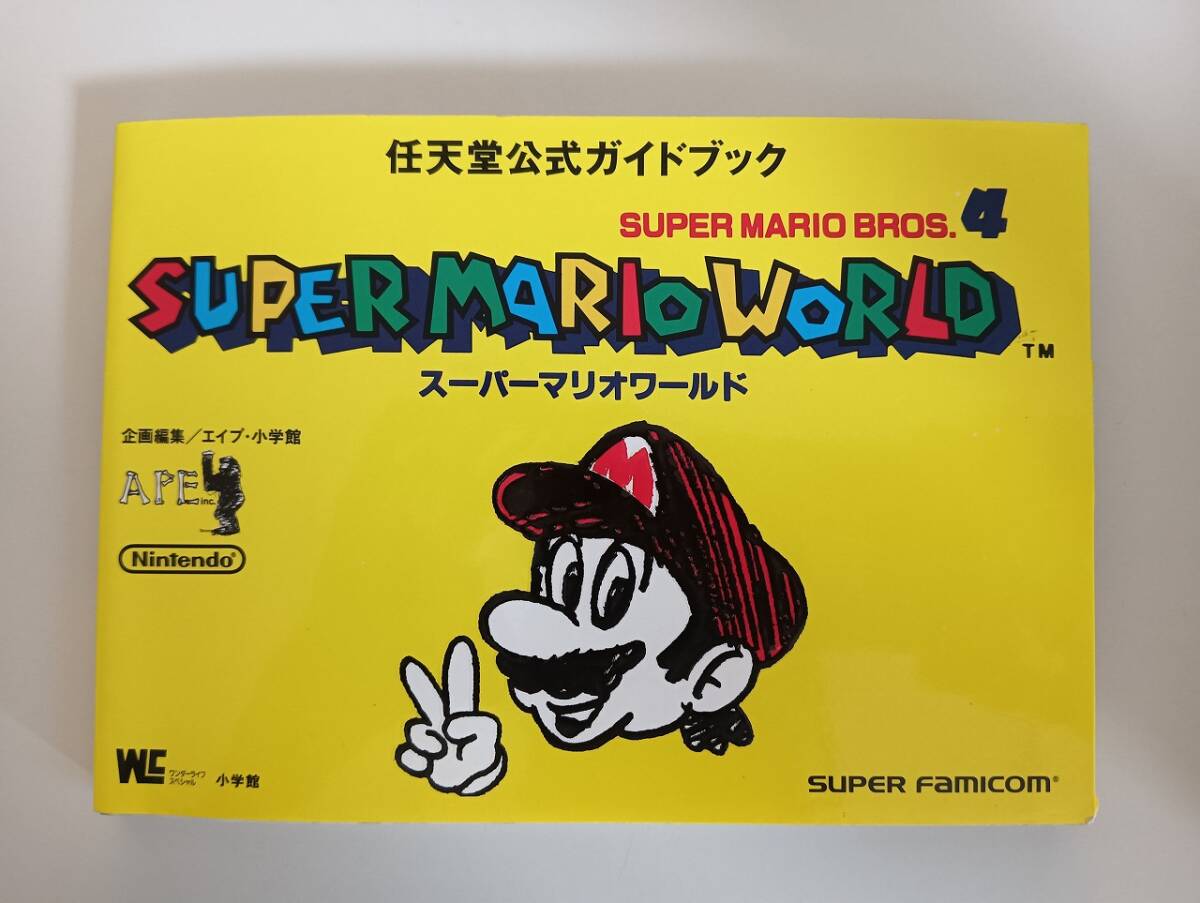 任天堂公式ガイドブック
SUPER MARIO BROS. 4
SUPER MARIO WORLD TM
スーパーマリオワールド
企画編集/エイプ・小学館
APE inc.
Nintendo®
M
WLC ワンダーライフ
スペシャル
小学館
SUPER FAMICOM®